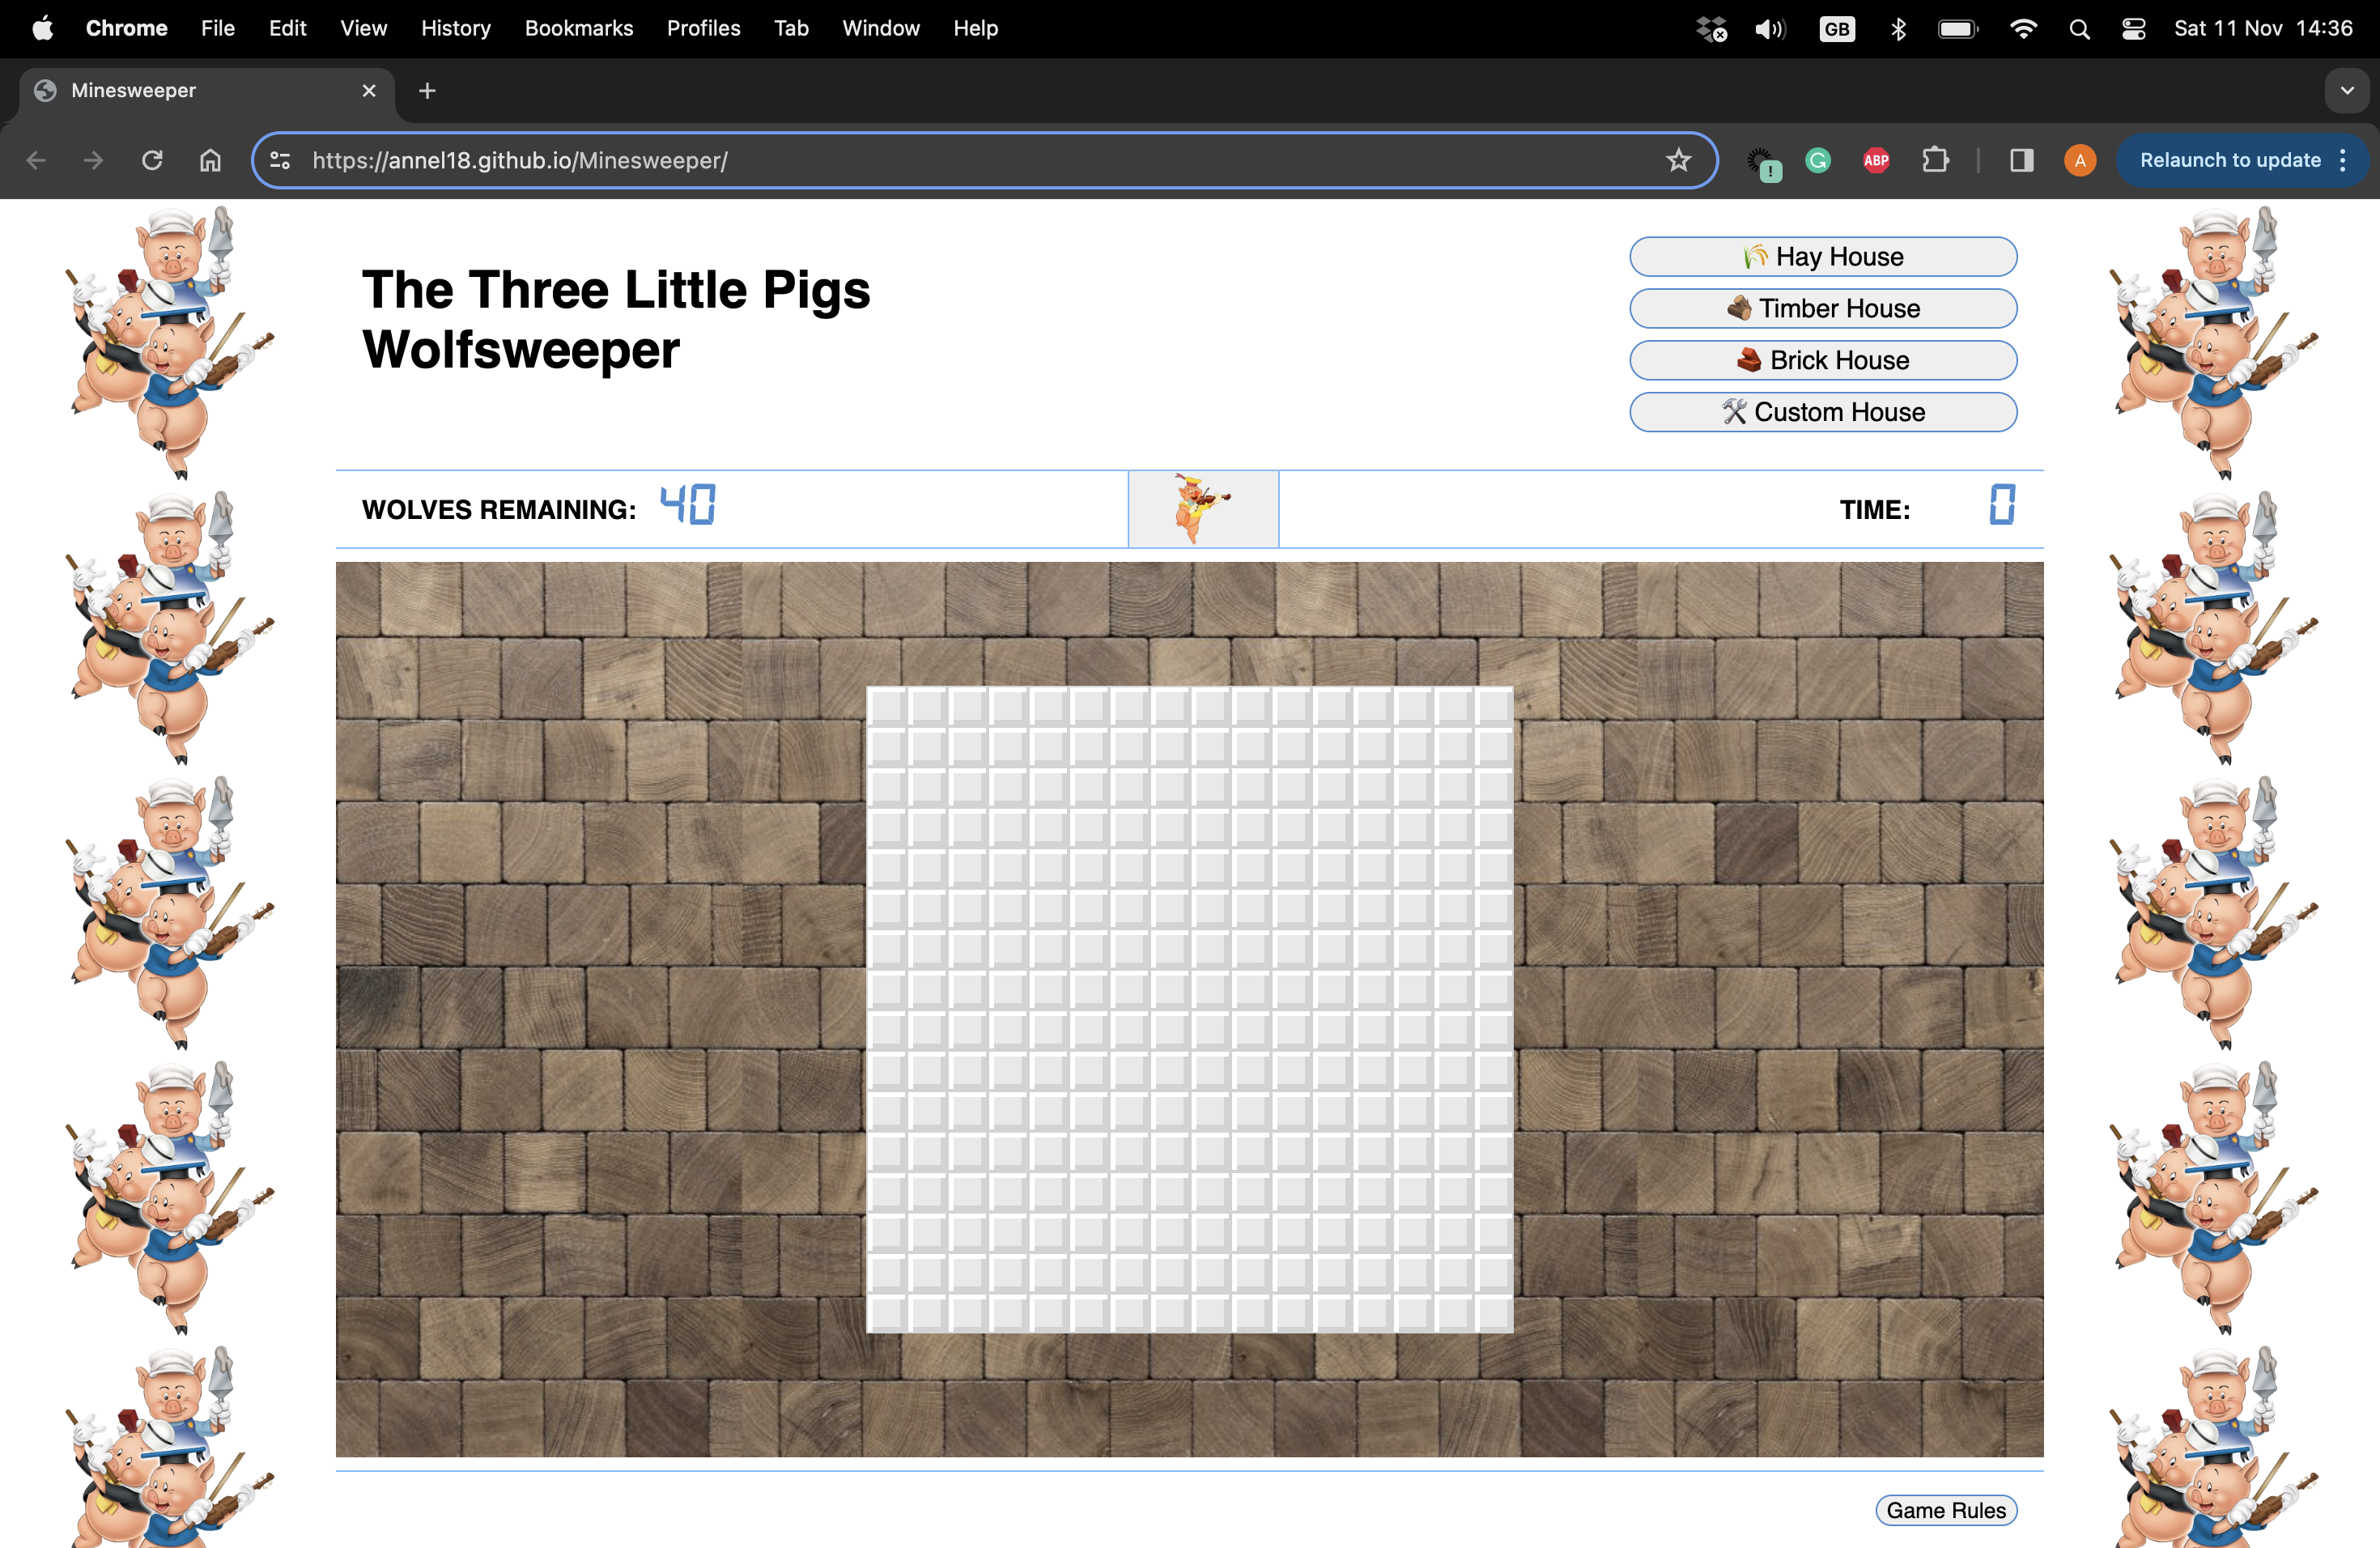 Chrome File Edit View History Bookmarks Profiles Tab Window Help GB Sat 11 Nov 14:36
Minesweeper
https://annel18.github.io/Minesweeper/ ! G ABP A Relaunch to update
The Three Little Pigs
Wolfsweeper
Hay House
Timber House
Brick House
Custom House
WOLVES REMAINING: 40 TIME: 0
Game Rules